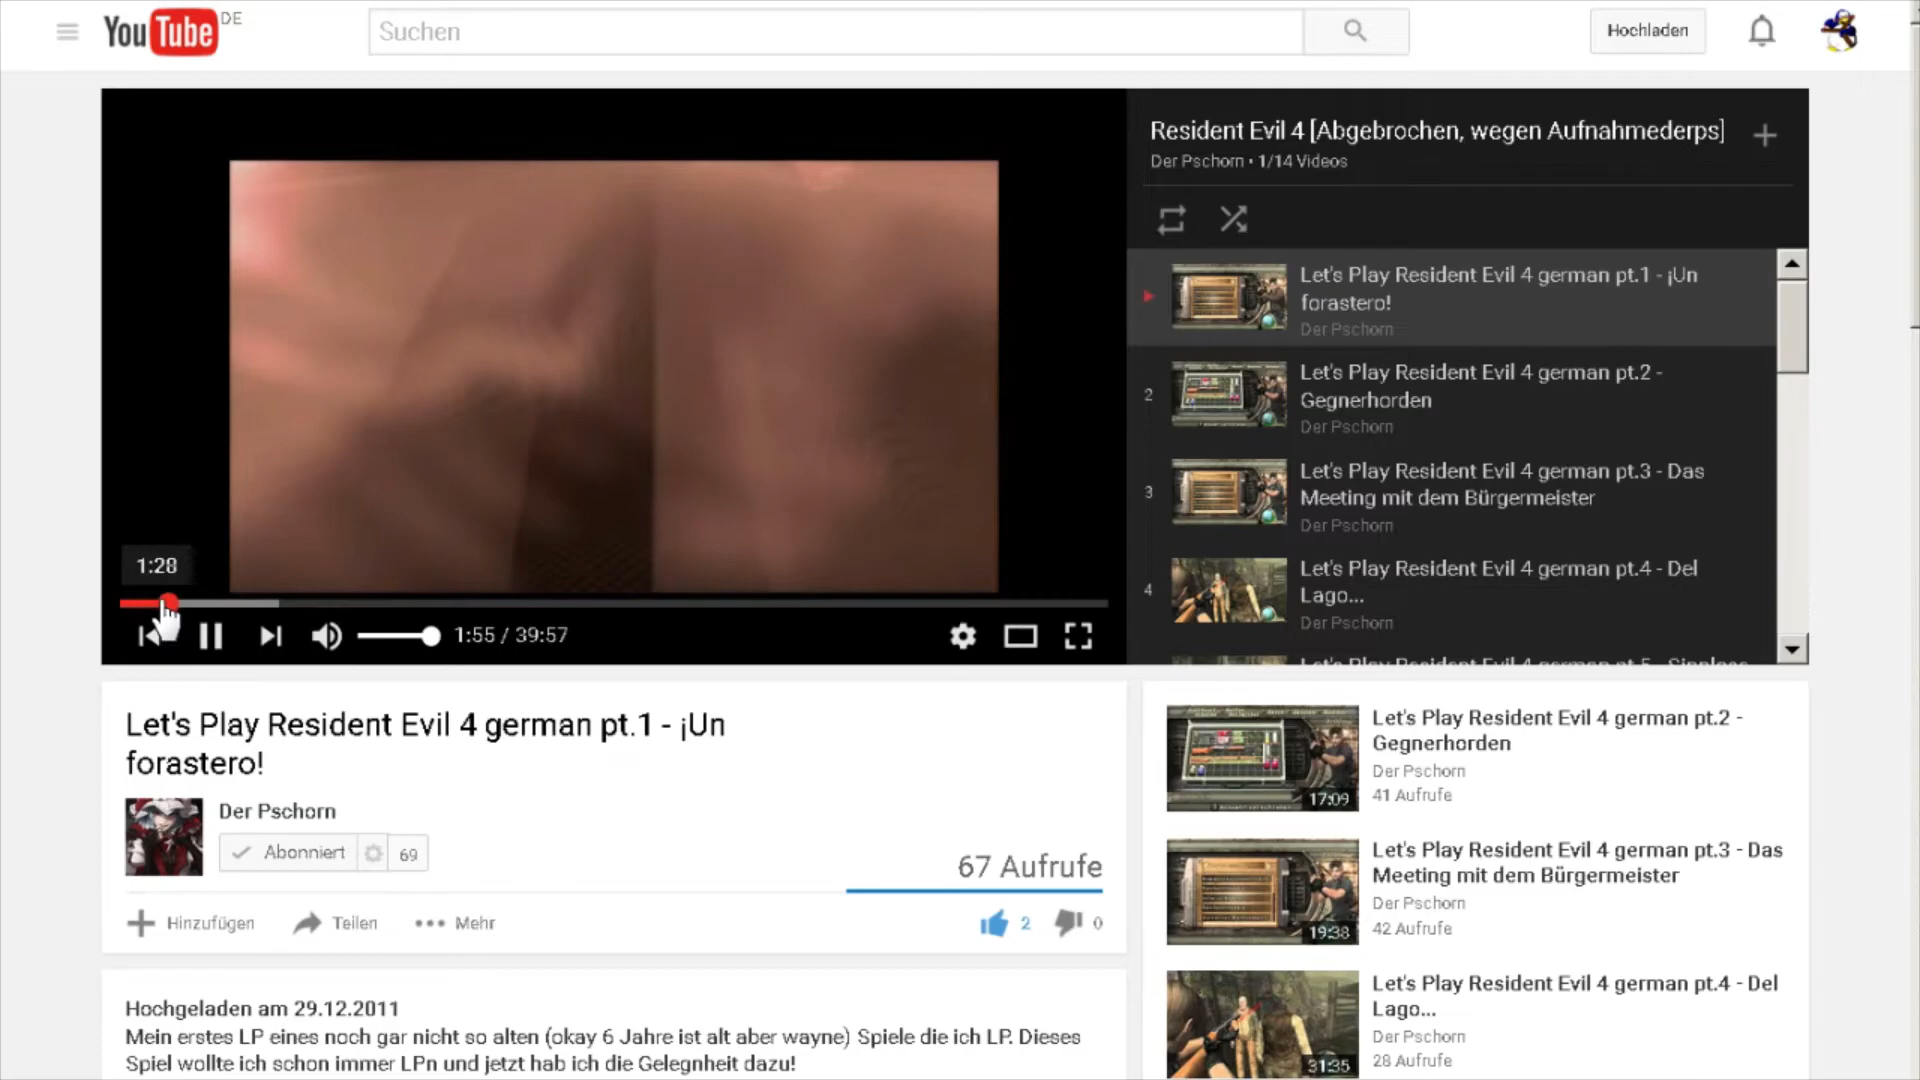 YouTube DE
Suchen
Hochladen
Resident Evil 4 [Abgebrochen, wegen Aufnahmederps]
Der Pschorn • 1/14 Videos
Let's Play Resident Evil 4 german pt.1 - ¡Un
forastero!
Der Pschorn
2
Let's Play Resident Evil 4 german pt.2 -
Gegnerhorden
Der Pschorn
3
Let's Play Resident Evil 4 german pt.3 - Das
Meeting mit dem Bürgermeister
Der Pschorn
4
Let's Play Resident Evil 4 german pt.4 - Del
Lago...
Der Pschorn
Let's Play Resident Evil 4 german pt.5 - Sinnlose
1:28
1:55 / 39:57
Let's Play Resident Evil 4 german pt.1 - ¡Un
forastero!
Der Pschorn
Abonniert 69
67 Aufrufe
Hinzufügen Teilen Mehr
2 0
Hochgeladen am 29.12.2011
Mein erstes LP eines noch gar nicht so alten (okay 6 Jahre ist alt aber wayne) Spiele die ich LP. Dieses
Spiel wollte ich schon immer LPn und jetzt hab ich die Gelegnheit dazu!
Let's Play Resident Evil 4 german pt.2 -
Gegnerhorden
Der Pschorn
41 Aufrufe
17:09
Let's Play Resident Evil 4 german pt.3 - Das
Meeting mit dem Bürgermeister
Der Pschorn
42 Aufrufe
19:38
Let's Play Resident Evil 4 german pt.4 - Del
Lago...
Der Pschorn
28 Aufrufe
31:35